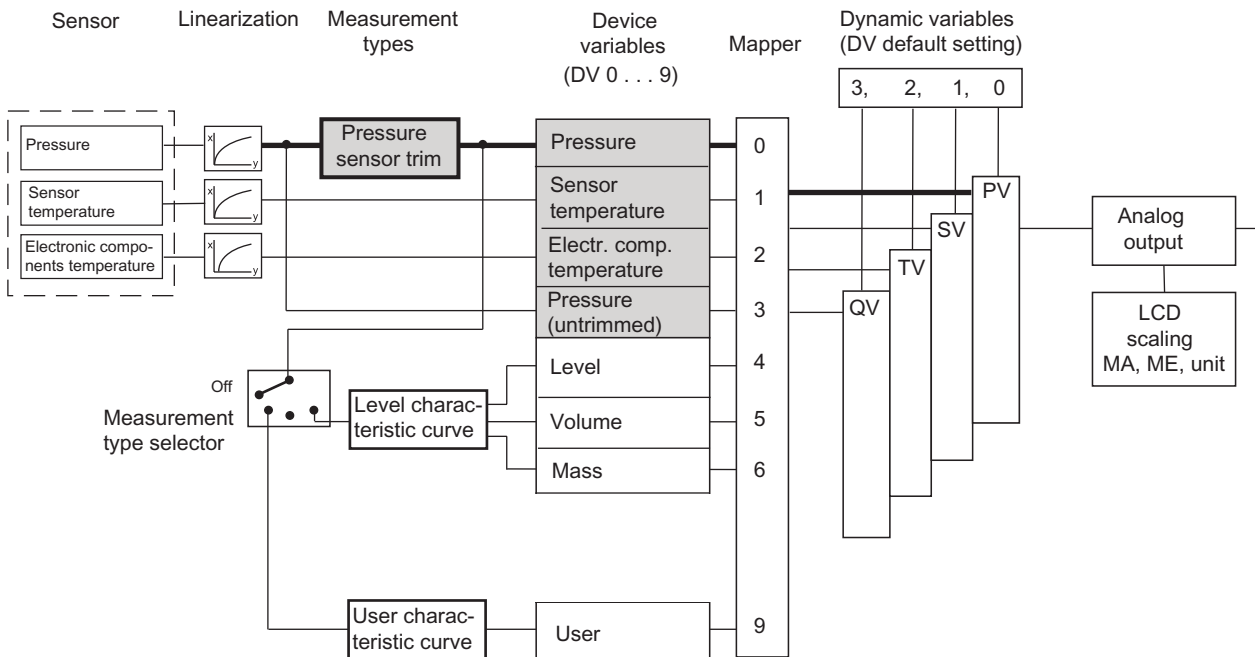 Sensor
Linearization
Measurement
types
Device
variables
(DV 0 . . . 9)
Mapper
Dynamic variables
(DV default setting)
3, 2, 1, 0
Pressure
x
y
Pressure
sensor trim
Pressure
0
Sensor
temperature
x
y
Sensor
temperature
1
PV
Electronic compo-
nents temperature
x
y
Electr. comp.
temperature
2
SV
TV
Analog
output
Pressure
(untrimmed)
3
QV
LCD
scaling
MA, ME, unit
Off
Measurement
type selector
Level charac-
teristic curve
Level
4
Volume
5
Mass
6
User charac-
teristic curve
User
9